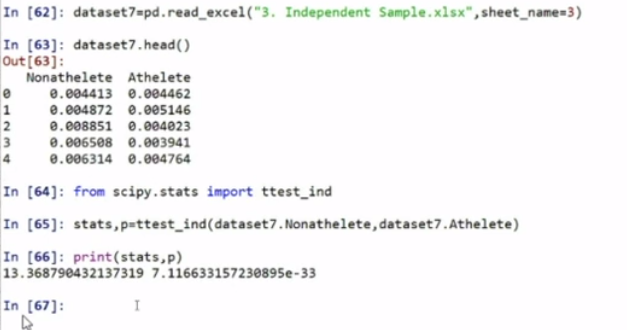 In [62]: dataset7=pd.read_excel("3. Independent Sample.xlsx",sheet_name=3)
In [63]: dataset7.head()
Out[63]:
   Nonathelete  Athelete
0     0.004413  0.004462
1     0.004872  0.005146
2     0.008851  0.004023
3     0.006508  0.003941
4     0.006314  0.004764
In [64]: from scipy.stats import ttest_ind
In [65]: stats,p=ttest_ind(dataset7.Nonathelete,dataset7.Athelete)
In [66]: print(stats,p)
13.368790432137319 7.116633157230895e-33
In [67]: